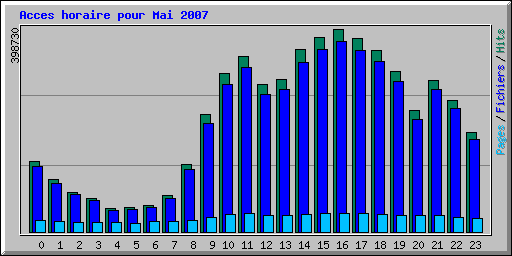 Acces horaire pour Mai 2007
398730
Pages / Fichiers / Hits
0 1 2 3 4 5 6 7 8 9 10 11 12 13 14 15 16 17 18 19 20 21 22 23